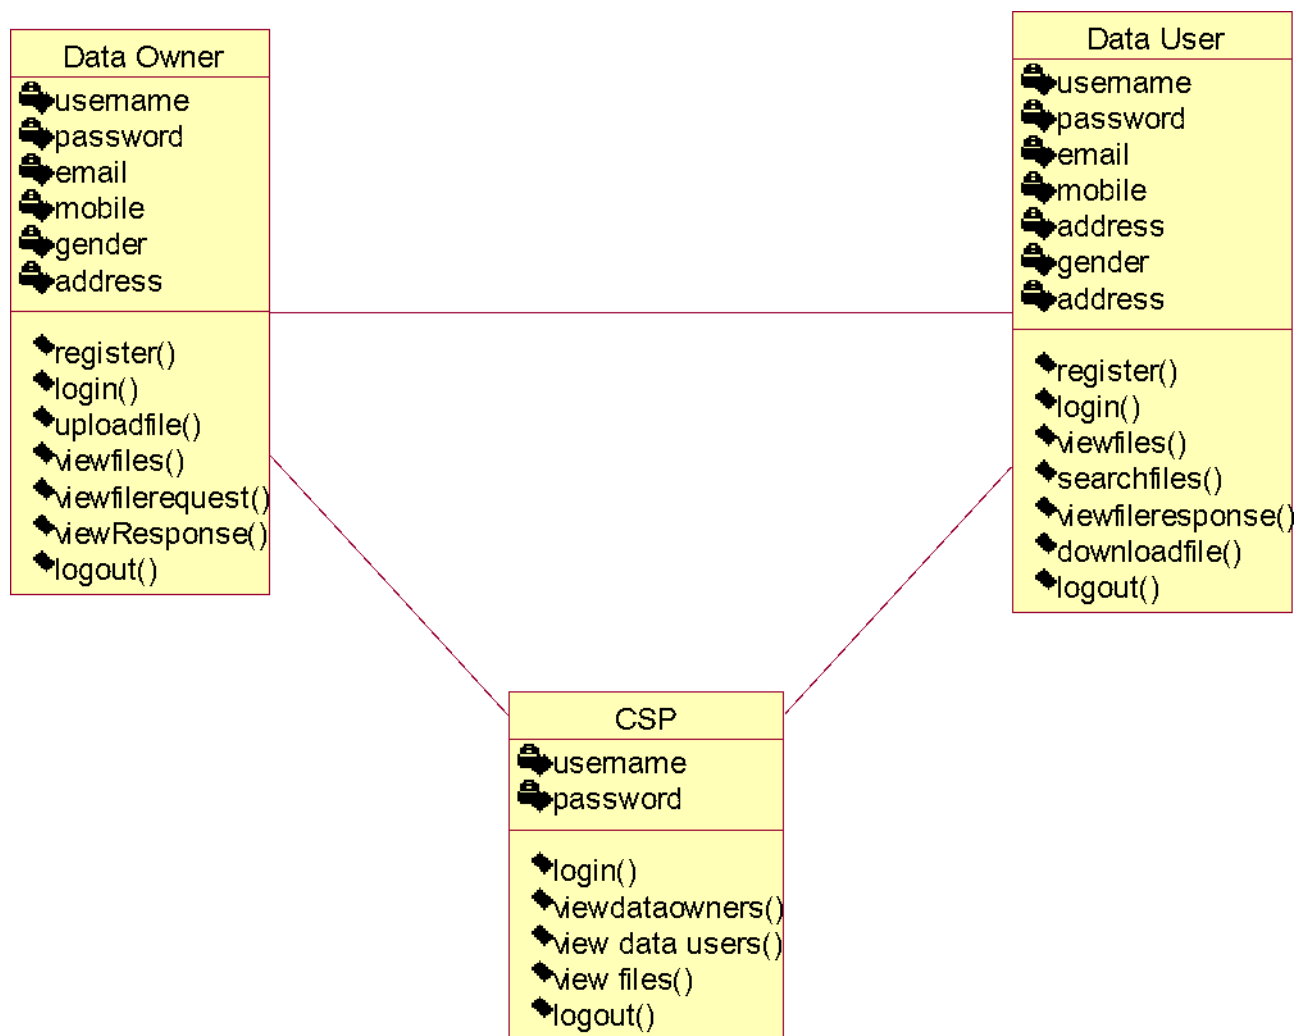 Data Owner
username
password
email
mobile
gender
address
register()
login()
uploadfile()
viewfiles()
viewfilerequest()
viewResponse()
logout()
Data User
username
password
email
mobile
address
gender
address
register()
login()
viewfiles()
searchfiles()
viewfileresponse()
downloadfile()
logout()
CSP
username
password
login()
viewdataowners()
view data users()
view files()
logout()